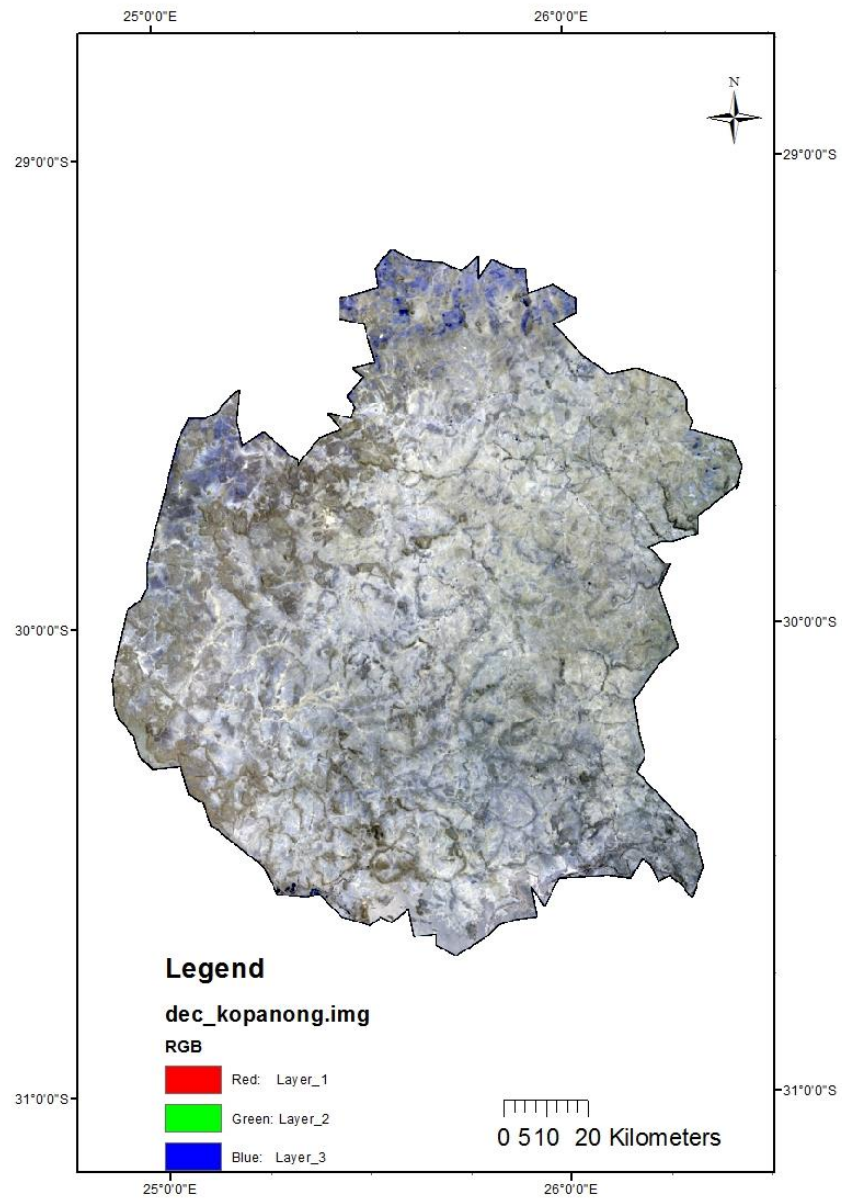 25°0'0"E 26°0'0"E
N
29°0'0"S 29°0'0"S
30°0'0"S 30°0'0"S
Legend
dec_kopanong.img
RGB
Red: Layer_1
31°0'0"S 31°0'0"S
Green: Layer_2
0 510 20 Kilometers
Blue: Layer_3
25°0'0"E 26°0'0"E